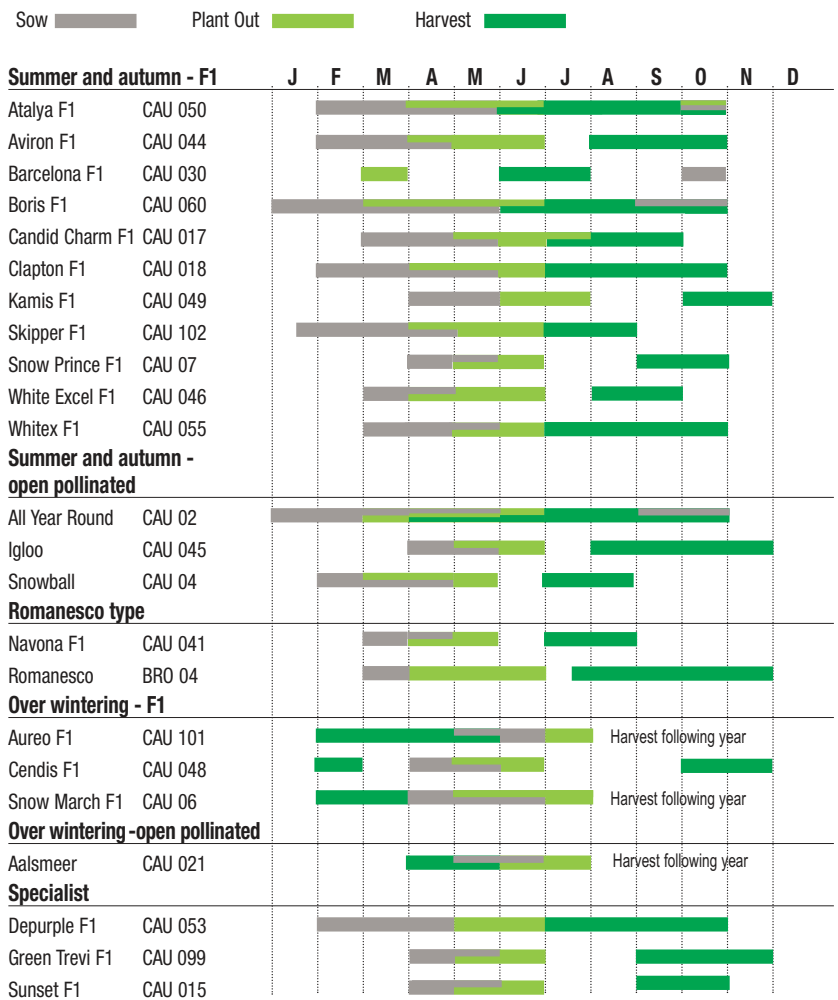 Sow Plant Out Harvest
Summer and autumn - F1 J F M A M J J A S O N D
Atalya F1 CAU 050
Aviron F1 CAU 044
Barcelona F1 CAU 030
Boris F1 CAU 060
Candid Charm F1 CAU 017
Clapton F1 CAU 018
Kamis F1 CAU 049
Skipper F1 CAU 102
Snow Prince F1 CAU 07
White Excel F1 CAU 046
Whitex F1 CAU 055
Summer and autumn -
open pollinated
All Year Round CAU 02
Igloo CAU 045
Snowball CAU 04
Romanesco type
Navona F1 CAU 041
Romanesco BRO 04
Over wintering - F1
Aureo F1 CAU 101 Harvest following year
Cendis F1 CAU 048
Snow March F1 CAU 06 Harvest following year
Over wintering -open pollinated
Aalsmeer CAU 021 Harvest following year
Specialist
Depurple F1 CAU 053
Green Trevi F1 CAU 099
Sunset F1 CAU 015